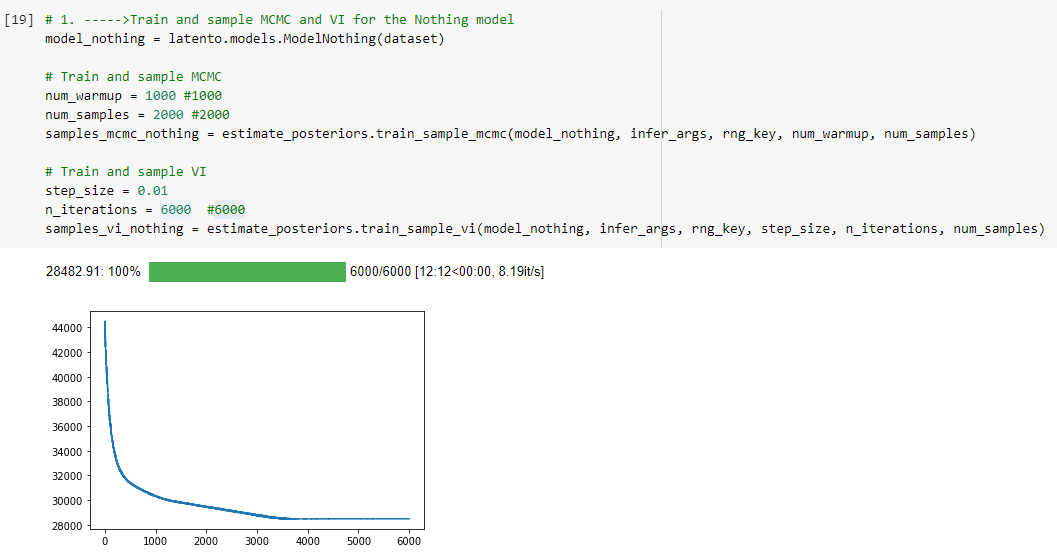 [19] # 1. ----->Train and sample MCMC and VI for the Nothing model
model_nothing = latento.models.ModelNothing(dataset)
# Train and sample MCMC
num_warmup = 1000 #1000
num_samples = 2000 #2000
samples_mcmc_nothing = estimate_posteriors.train_sample_mcmc(model_nothing, infer_args, rng_key, num_warmup, num_samples)
# Train and sample VI
step_size = 0.01
n_iterations = 6000  #6000
samples_vi_nothing = estimate_posteriors.train_sample_vi(model_nothing, infer_args, rng_key, step_size, n_iterations, num_samples)
28482.91: 100% 6000/6000 [12:12<00:00, 8.19it/s]
44000
42000
40000
38000
36000
34000
32000
30000
28000
0 1000 2000 3000 4000 5000 6000